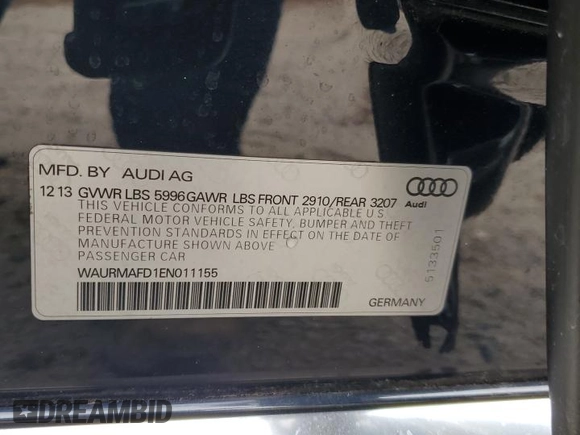 MFD. BY AUDI AG
12 13 GVWR LBS 5996 GAWR LBS FRONT 2910/REAR 3207
THIS VEHICLE CONFORMS TO ALL APPLICABLE U.S.
FEDERAL MOTOR VEHICLE SAFETY, BUMPER AND THEFT
PREVENTION STANDARDS IN EFFECT ON THE DATE OF
MANUFACTURE SHOWN ABOVE
PASSENGER CAR
WAURMAFD1EN011155
Audi
5133501
GERMANY
DREAMBID